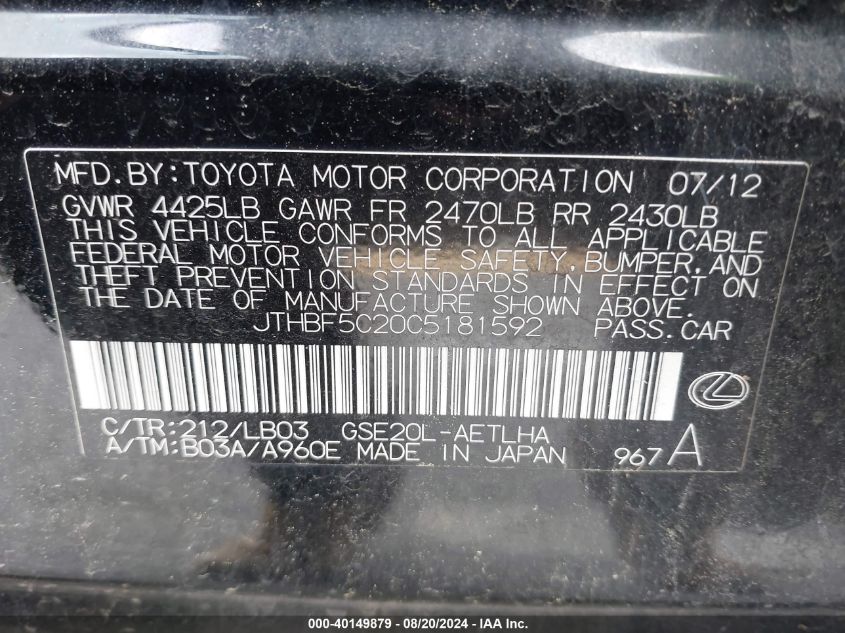 MFD.BY:TOYOTA MOTOR CORPORATION 07/12
GVWR 4425LB GAWR FR 2470LB RR 2430LB
THIS VEHICLE CONFORMS TO ALL APPLICABLE
FEDERAL MOTOR VEHICLE SAFETY,BUMPER,AND
THEFT PREVENTION STANDARDS IN EFFECT ON
THE DATE OF MANUFACTURE SHOWN ABOVE.
JTHBF5C20C5181592 PASS.CAR
C/TR:212/LB03 GSE20L-AETLHA
A/TM:B03A/A960E MADE IN JAPAN 967 A
000-40149879 - 08/20/2024 - IAAI.com, Inc.